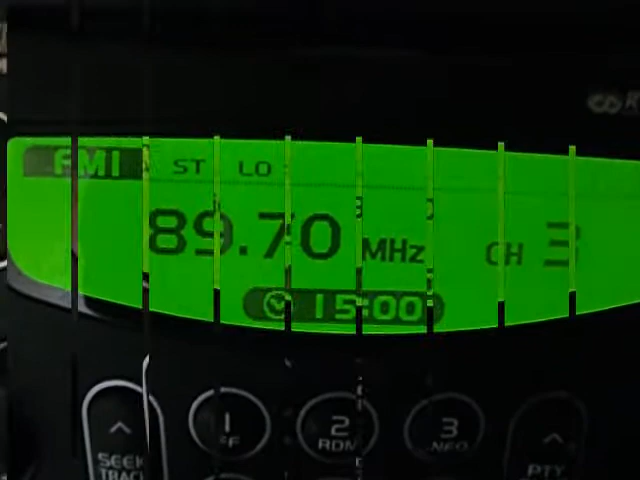 FM1 ST LO
89.70 MHz CH 3
15:00
1 2 3
RDM
SEEK PTY
TRACK